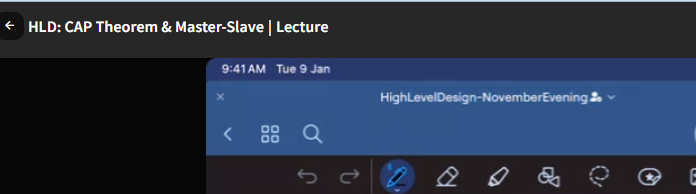 HLD: CAP Theorem & Master-Slave | Lecture
9:41 AM Tue 9 Jan
HighLevelDesign-NovemberEvening